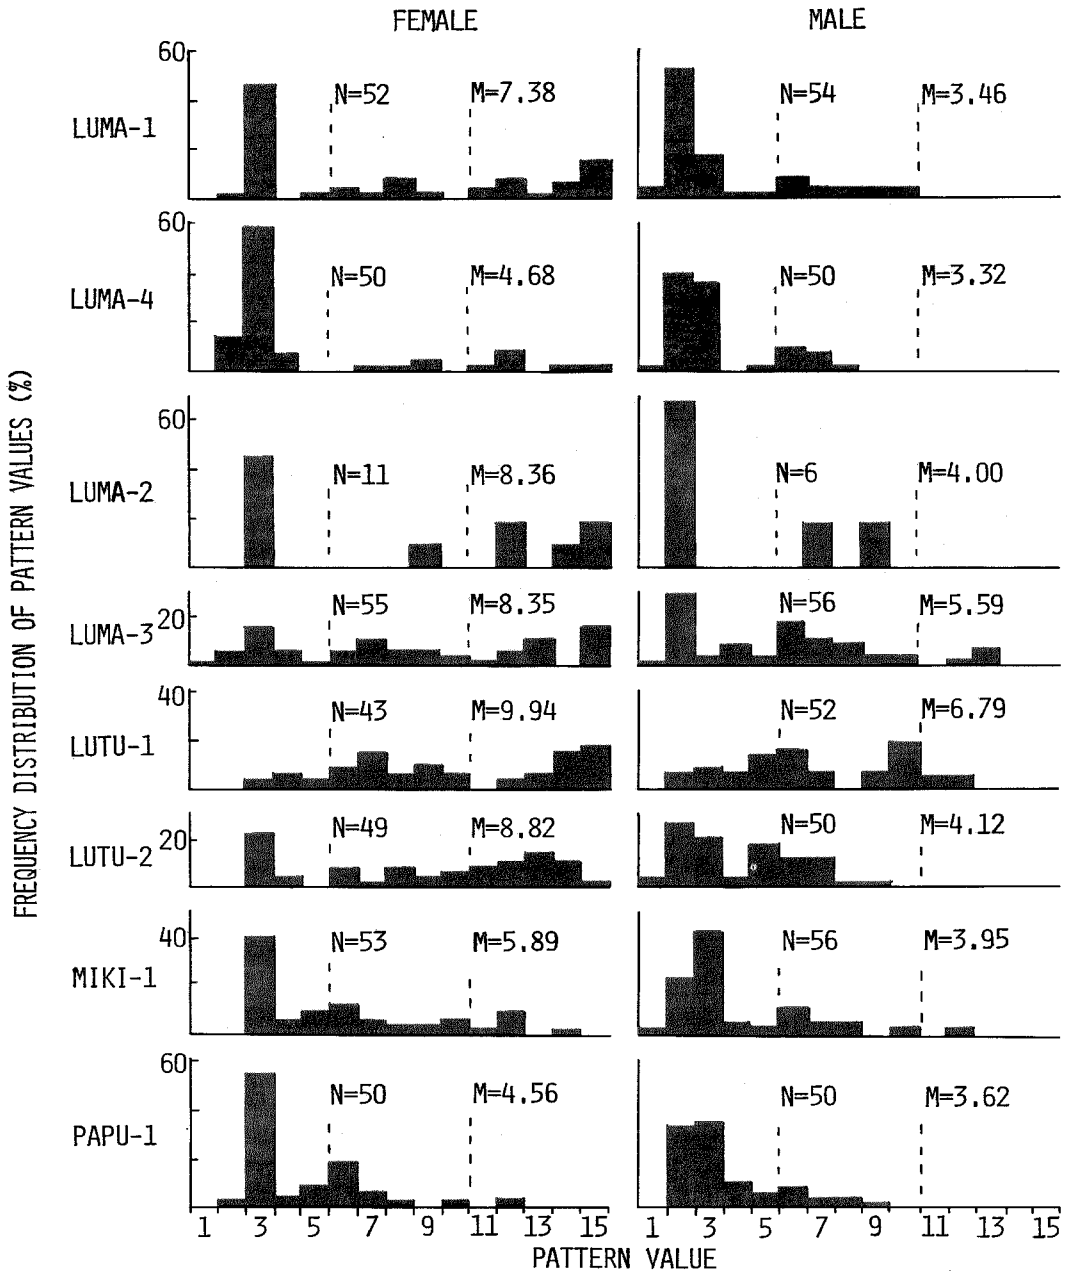 FEMALE MALE
60
LUMA-1 N=52 M=7.38 N=54 M=3.46
60
LUMA-4 N=50 M=4.68 N=50 M=3.32
60
LUMA-2 N=11 M=8.36 N=6 M=4.00
LUMA-3 20 N=55 M=8.35 N=56 M=5.59
40
LUTU-1 N=43 M=9.94 N=52 M=6.79
LUTU-2 20 N=49 M=8.82 N=50 M=4.12
40
MIKI-1 N=53 M=5.89 N=56 M=3.95
60
PAPU-1 N=50 M=4.56 N=50 M=3.62
1 3 5 7 9 11 13 15 1 3 5 7 9 11 13 15
PATTERN VALUE
FREQUENCY DISTRIBUTION OF PATTERN VALUES (%)